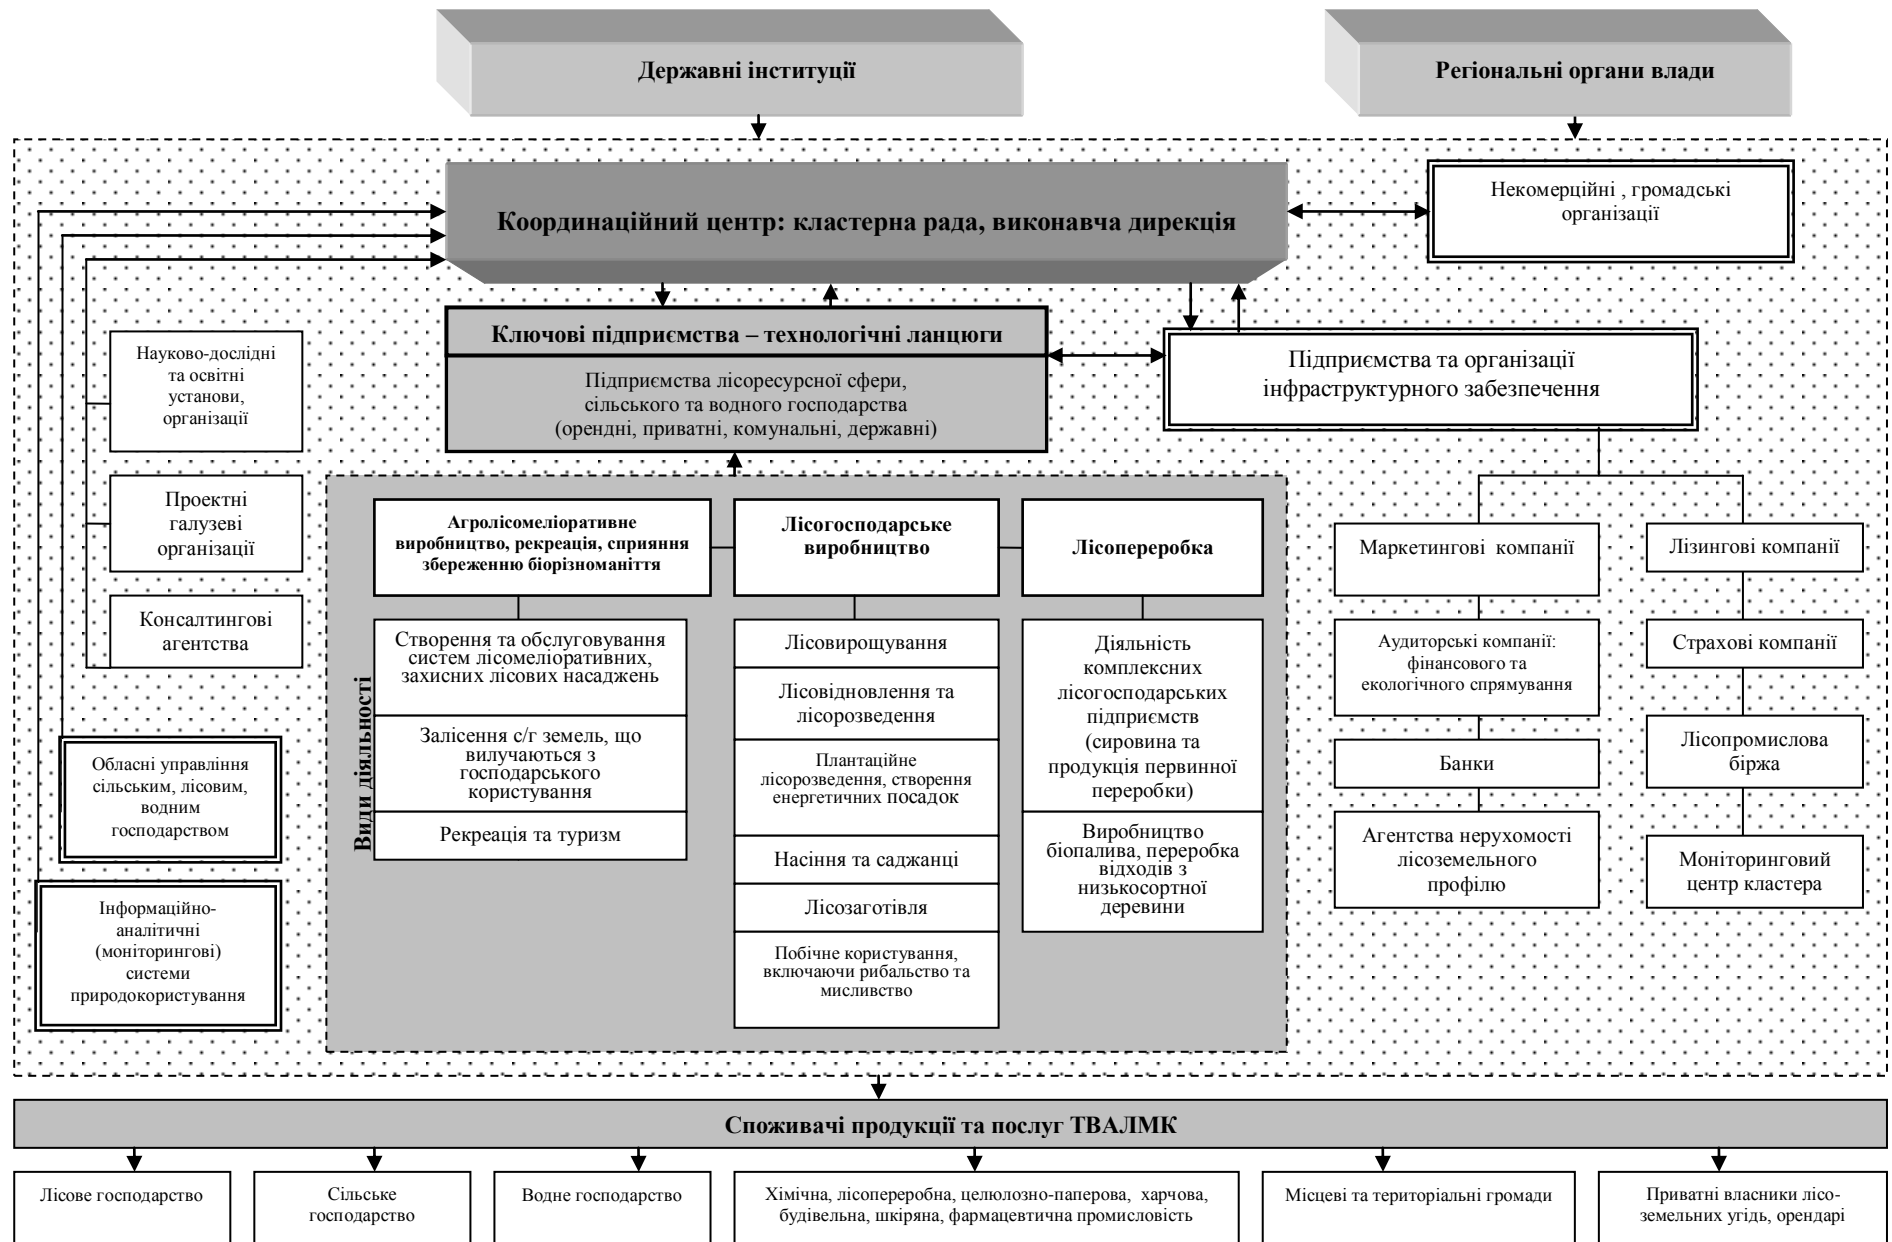 Державні інституції
Регіональні органи влади
Координаційний центр: кластерна рада, виконавча дирекція
Некомерційні , громадські
організації
Ключові підприємства – технологічні ланцюги
Підприємства лісоресурсної сфери,
сільського та водного господарства
(орендні, приватні, комунальні, державні)
Підприємства та організації
інфраструктурного забезпечення
Науково-дослідні
та освітні
установи,
організації
Проектні
галузеві
організації
Консалтингові
агентства
Обласні управління
сільським, лісовим,
водним
господарством
Інформаційно-
аналітичні
(моніторингові)
системи
природокористування
Види діяльності
Агролісомеліоративне
виробництво, рекреація, сприяння
збереженню біорізноманіття
Створення та обслуговування
систем лісомеліоративних,
захисних лісових насаджень
Залісення с/г земель, що
вилучаються з
господарського
користування
Рекреація та туризм
Лісогосподарське
виробництво
Лісовирощування
Лісовідновлення та
лісорозведення
Плантаційне
лісорозведення, створення
енергетичних посадок
Насіння та саджанці
Лісозаготівля
Побічне користування,
включаючи рибальство та
мисливство
Лісопереробка
Діяльність
комплексних
лісогосподарських
підприємств
(сировина та
продукція первинної
переробки)
Виробництво
біопалива, переробка
відходів з
низькосортної
деревини
Маркетингові компанії
Аудиторські компанії:
фінансового та
екологічного спрямування
Банки
Агентства нерухомості
лісоземельного
профілю
Лізингові компанії
Страхові компанії
Лісопромислова
біржа
Моніторинговий
центр кластера
Споживачі продукції та послуг ТВАЛМК
Лісове господарство
Сільське
господарство
Водне господарство
Хімічна, лісопереробна, целюлозно-паперова, харчова,
будівельна, шкіряна, фармацевтична промисловість
Місцеві та територіальні громади
Приватні власники лісо-
земельних угідь, орендарі